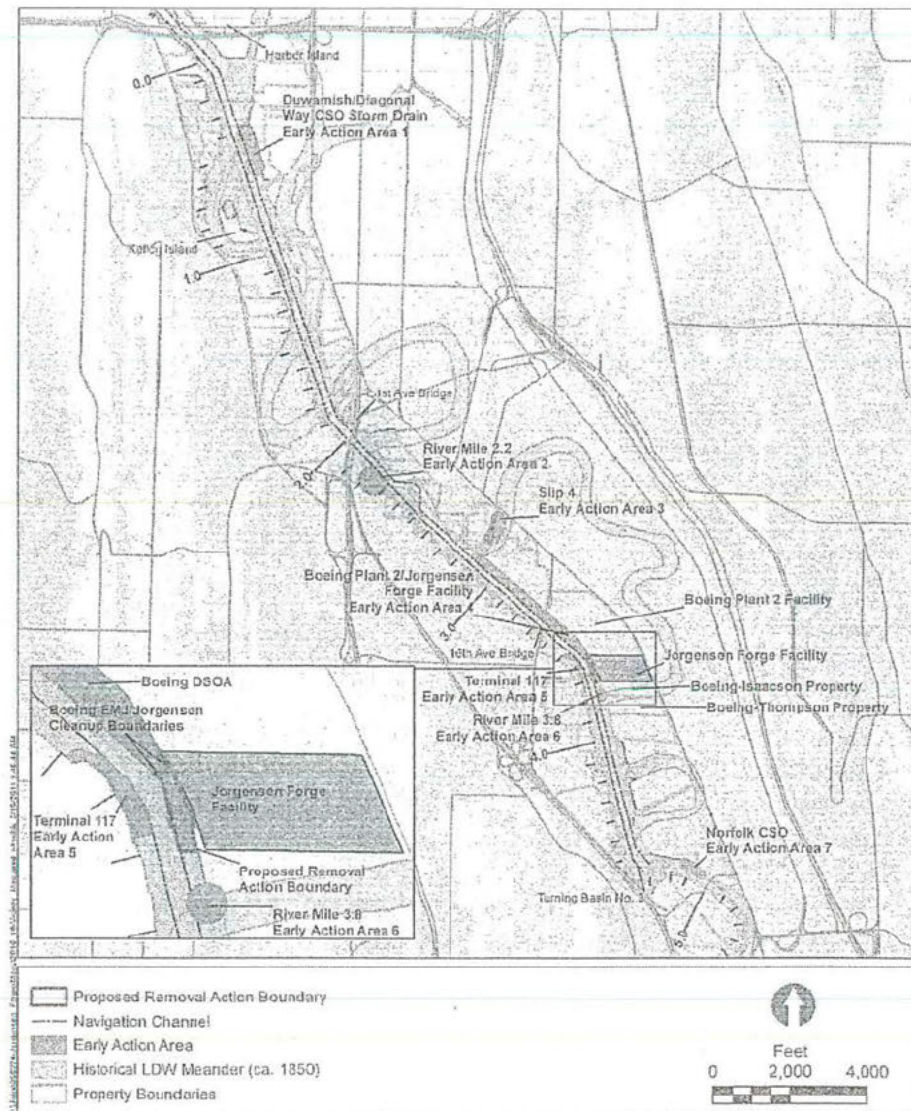 Harbor Island
0.0
Duwamish/Diagonal
Way CSO Storm Drain
Early Action Area 1
Kellogg Island
1.0
1st Ave Bridge
2.0
River Mile 2.2
Early Action Area 2
Slip 4
Early Action Area 3
Boeing Plant 2/Jorgensen
Forge Facility
Early Action Area 4
3.0
Boeing Plant 2 Facility
16th Ave Bridge
Jorgensen Forge Facility
Terminal 117
Early Action Area 5
Boeing-Isaacson Property
Boeing-Thompson Property
River Mile 3.8
Early Action Area 6
4.0
Norfolk CSO
Early Action Area 7
Turning Basin No. 3
5.0
Boeing DSOA
Boeing EMJ/Jorgensen
Cleanup Boundaries
Jorgensen Forge
Facility
Terminal 117
Early Action
Area 5
Proposed Removal
Action Boundary
River Mile 3.8
Early Action Area 6
Proposed Removal Action Boundary
Navigation Channel
Early Action Area
Historical LDW Meander (ca. 1850)
Property Boundaries
Feet
0 2,000 4,000